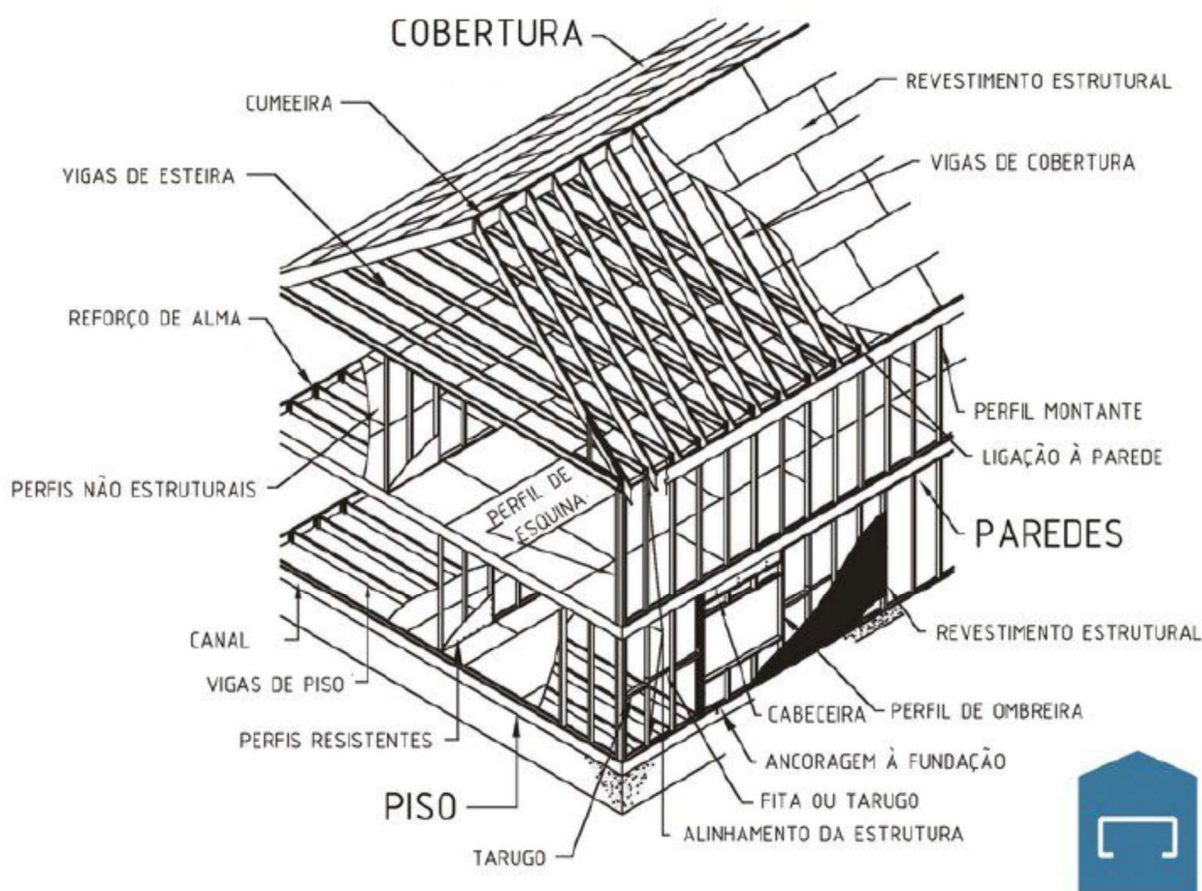 COBERTURA
CUMEEIRA
REVESTIMENTO ESTRUTURAL
VIGAS DE COBERTURA
VIGAS DE ESTEIRA
REFORÇO DE ALMA
PERFIL MONTANTE
LIGAÇÃO À PAREDE
PERFIS NÃO ESTRUTURAIS
PERFIL DE
ESQUINA
PAREDES
CANAL
REVESTIMENTO ESTRUTURAL
VIGAS DE PISO
CABECEIRA
PERFIL DE OMBREIRA
PERFIS RESISTENTES
ANCORAGEM À FUNDAÇÃO
PISO
FITA OU TARUGO
ALINHAMENTO DA ESTRUTURA
TARUGO